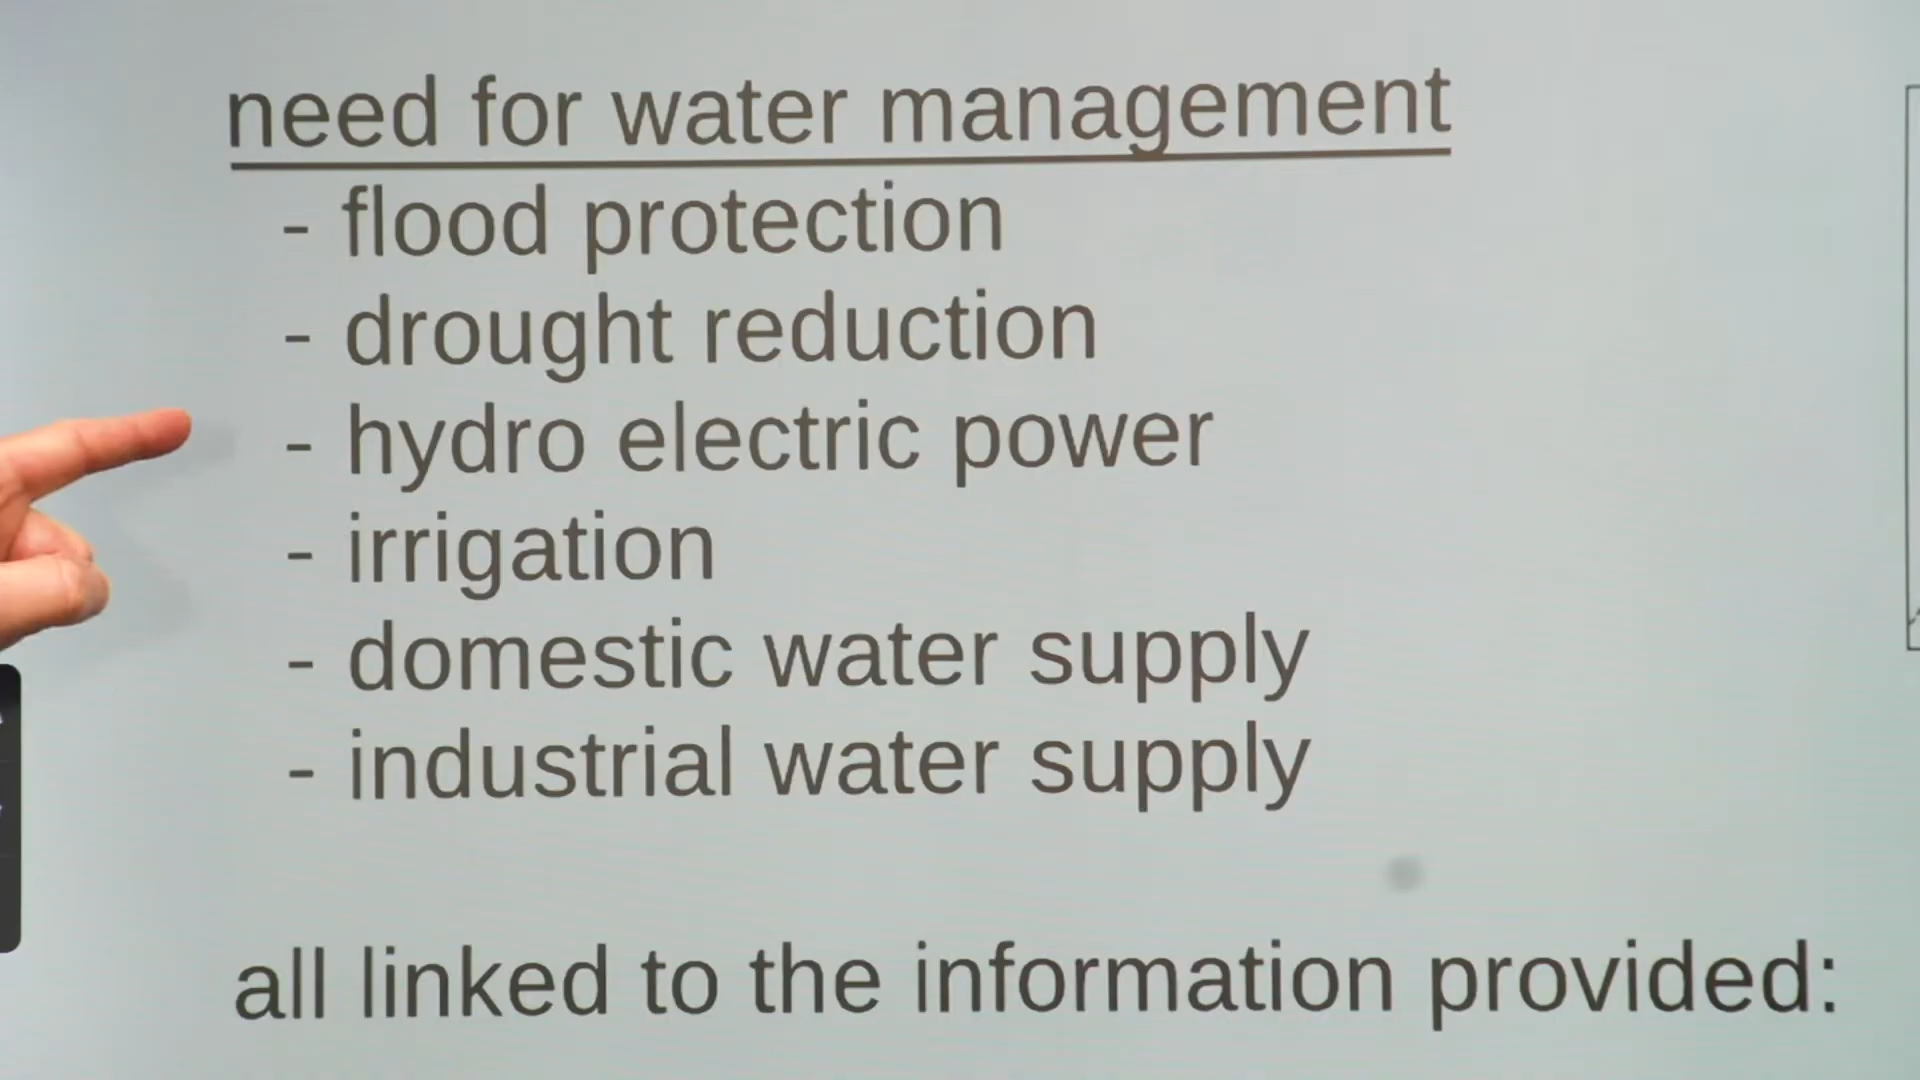 need for water management
- flood protection
- drought reduction
- hydro electric power
- irrigation
- domestic water supply
- industrial water supply
all linked to the information provided: